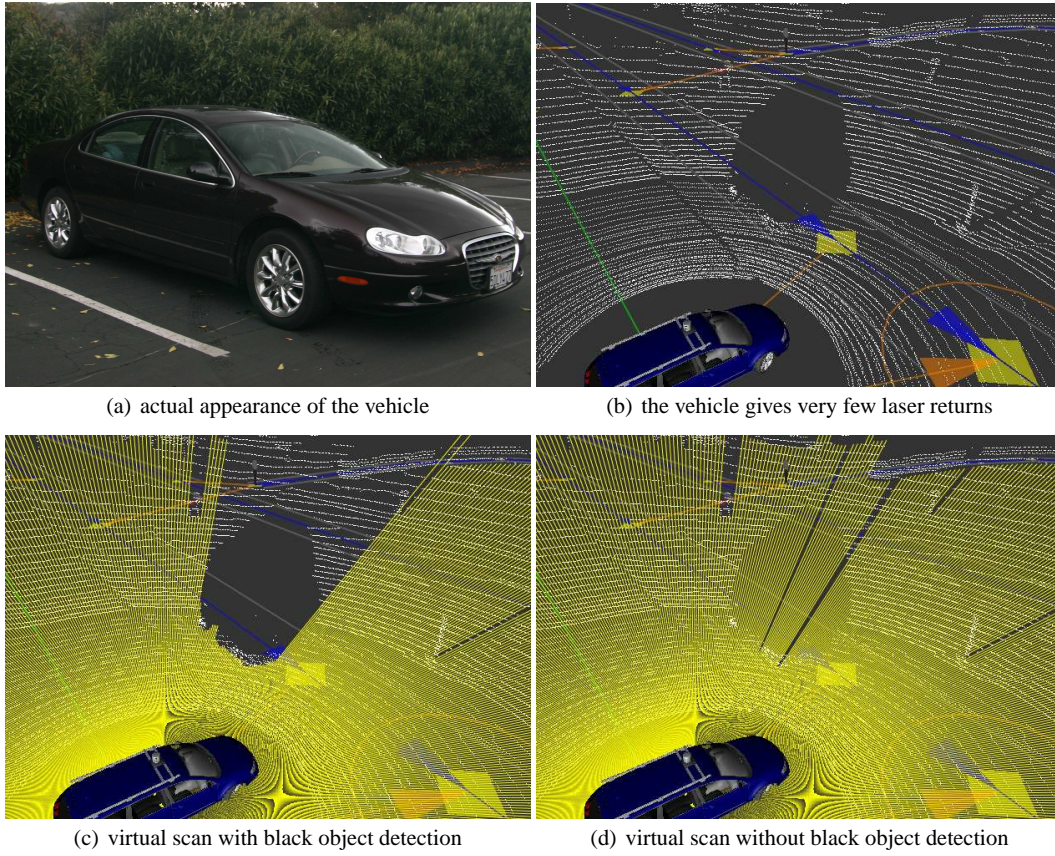 (a) actual appearance of the vehicle
(b) the vehicle gives very few laser returns
(c) virtual scan with black object detection
(d) virtual scan without black object detection